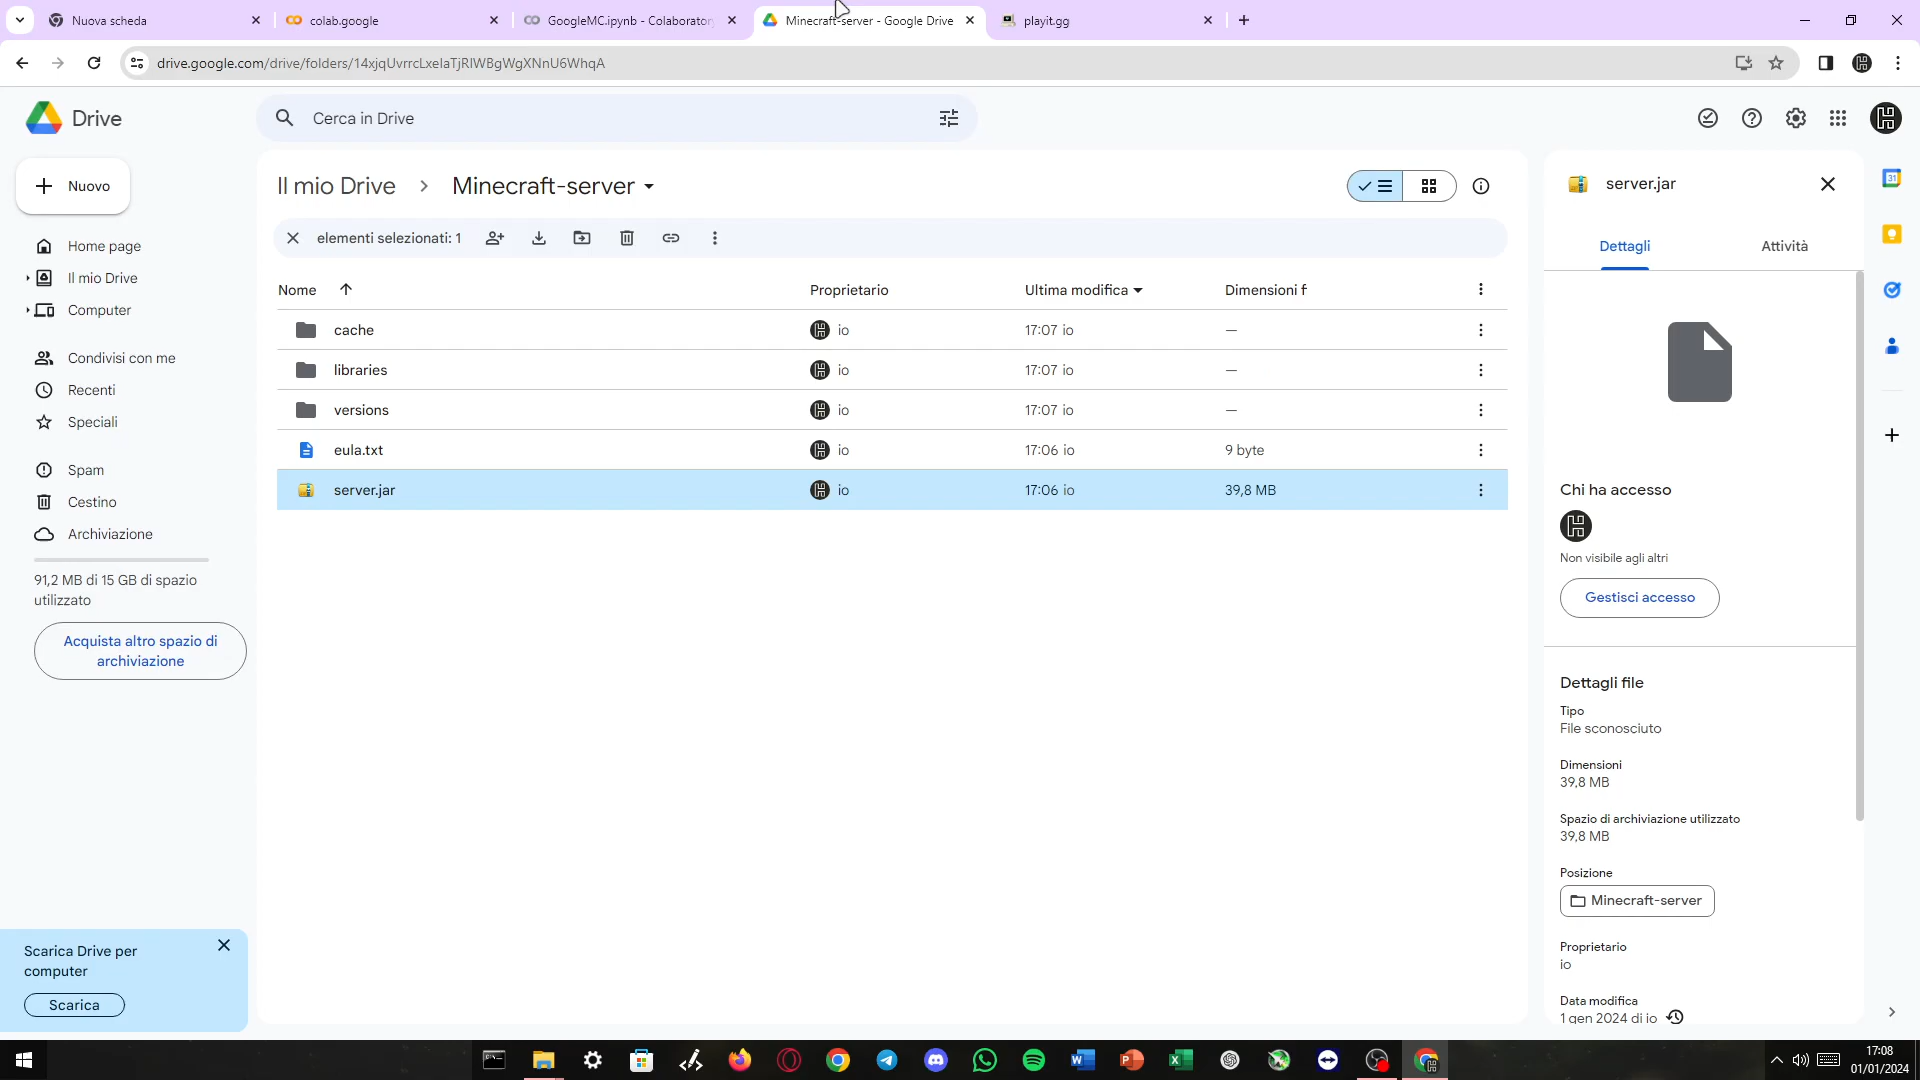 Nuova scheda
colab.google
GoogleMC.ipynb - Colaboratory
Minecraft-server - Google Drive
playit.gg
drive.google.com/drive/folders/14xjqUvrrcLxelaTjRlWBgWgXNnU6WhqA
Drive
Cerca in Drive
Nuovo
Home page
Il mio Drive
Computer
Condivisi con me
Recenti
Speciali
Spam
Cestino
Archiviazione
91,2 MB di 15 GB di spazio
utilizzato
Acquista altro spazio di
archiviazione
Scarica Drive per
computer
Scarica
Il mio Drive > Minecraft-server
elementi selezionati: 1
Nome Proprietario Ultima modifica Dimensioni f
cache io 17:07 io —
libraries io 17:07 io —
versions io 17:07 io —
eula.txt io 17:06 io 9 byte
server.jar io 17:06 io 39,8 MB
server.jar
Dettagli Attività
Chi ha accesso
Non visibile agli altri
Gestisci accesso
Dettagli file
Tipo
File sconosciuto
Dimensioni
39,8 MB
Spazio di archiviazione utilizzato
39,8 MB
Posizione
Minecraft-server
Proprietario
io
Data modifica
1 gen 2024 di io
31
17:08
01/01/2024